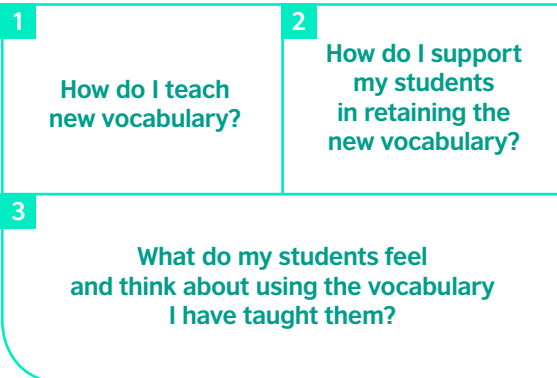 1
How do I teach
new vocabulary?
2
How do I support
my students
in retaining the
new vocabulary?
3
What do my students feel
and think about using the vocabulary
I have taught them?